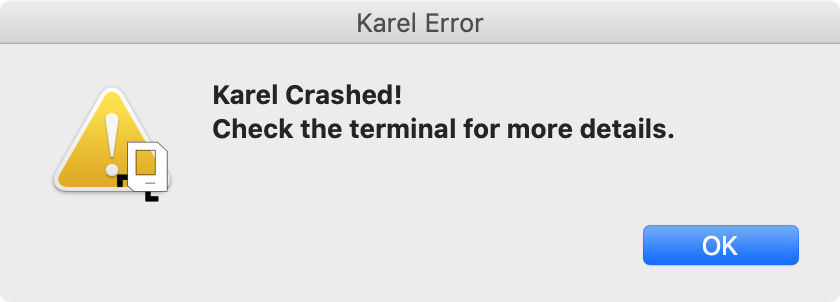 Karel Error
Karel Crashed!
Check the terminal for more details.
OK